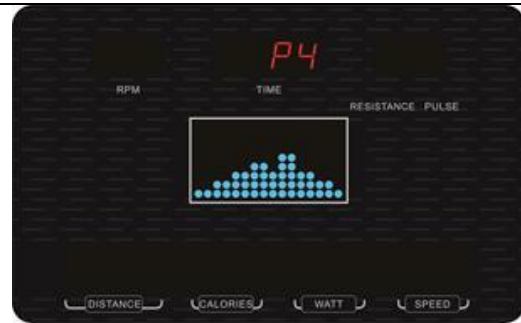 P4
RPM
TIME
RESISTANCE PULSE
DISTANCE
CALORIES
WATT
SPEED